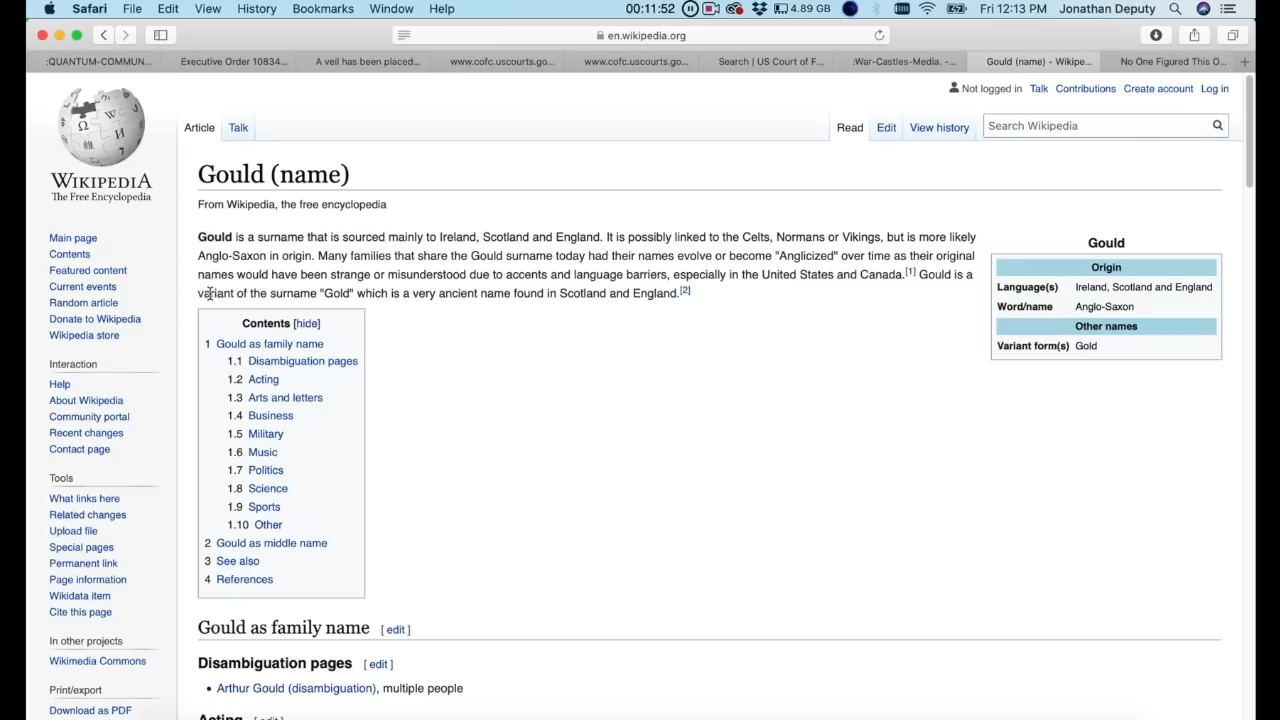 Safari File Edit View History Bookmarks Window Help 00:11:52 4.89 GB Fri 12:13 PM Jonathan Deputy
en.wikipedia.org
:QUANTUM-COMMUN... Executive Order 10834... A veil has been placed... www.cofc.uscourts.go... www.cofc.uscourts.go... Search | US Court of F... :War-Castles-Media. -... Gould (name) - Wikipe... No One Figured This O...
Not logged in Talk Contributions Create account Log in
Article Talk Read Edit View history Search Wikipedia
WIKIPEDIA
The Free Encyclopedia
Main page
Contents
Featured content
Current events
Random article
Donate to Wikipedia
Wikipedia store
Interaction
Help
About Wikipedia
Community portal
Recent changes
Contact page
Tools
What links here
Related changes
Upload file
Special pages
Permanent link
Page information
Wikidata item
Cite this page
In other projects
Wikimedia Commons
Print/export
Download as PDF
Gould (name)
From Wikipedia, the free encyclopedia
Gould is a surname that is sourced mainly to Ireland, Scotland and England. It is possibly linked to the Celts, Normans or Vikings, but is more likely
Anglo-Saxon in origin. Many families that share the Gould surname today had their names evolve or become "Anglicized" over time as their original
names would have been strange or misunderstood due to accents and language barriers, especially in the United States and Canada.[1] Gould is a
variant of the surname "Gold" which is a very ancient name found in Scotland and England.[2]
Gould
Origin
Language(s) Ireland, Scotland and England
Word/name Anglo-Saxon
Other names
Variant form(s) Gold
Contents [hide]
1 Gould as family name
1.1 Disambiguation pages
1.2 Acting
1.3 Arts and letters
1.4 Business
1.5 Military
1.6 Music
1.7 Politics
1.8 Science
1.9 Sports
1.10 Other
2 Gould as middle name
3 See also
4 References
Gould as family name [ edit ]
Disambiguation pages [ edit ]
• Arthur Gould (disambiguation), multiple people
Acting [ edit ]